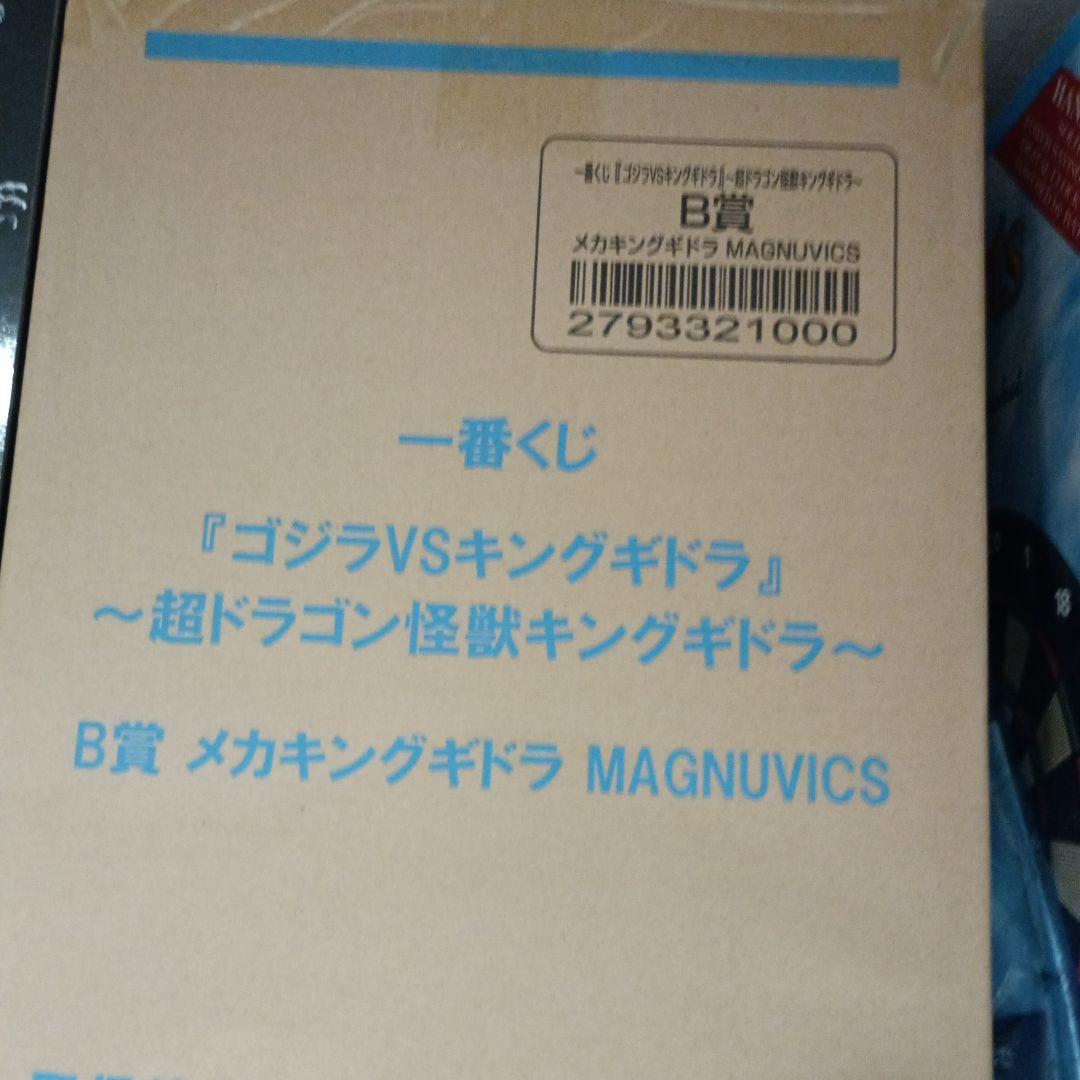 一番くじ『ゴジラVSキングギドラ』~超ドラゴン怪獣キングギドラ~
B賞
メカキングギドラ MAGNUVICS
2793321000
一番くじ
『ゴジラVSキングギドラ』
~超ドラゴン怪獣キングギドラ~
B賞 メカキングギドラ MAGNUVICS
1
18